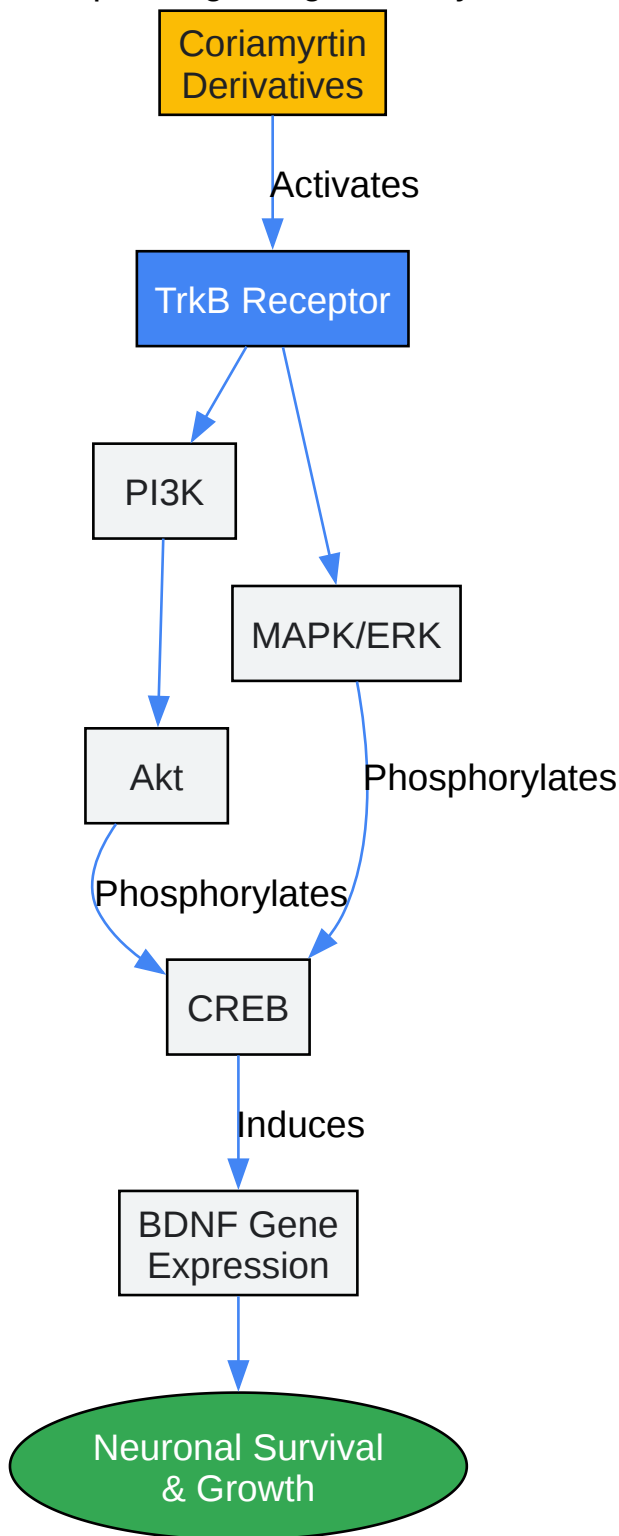 Coriamyrtin
Derivatives
Activates
TrkB Receptor
PI3K
MAPK/ERK
Akt
Phosphorylates
Phosphorylates
CREB
Induces
BDNF Gene
Expression
Neuronal Survival
& Growth